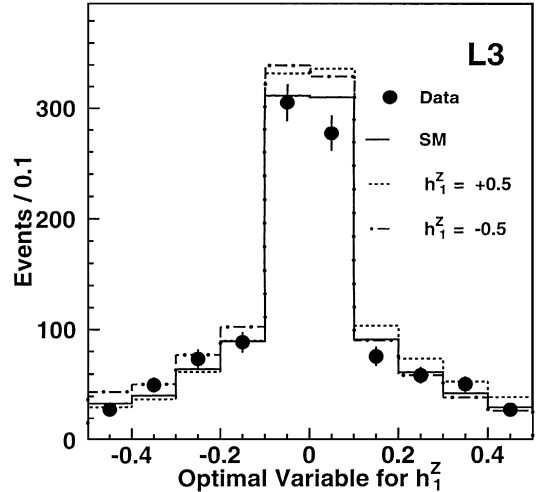 L3
Data
SM
h₁ᶻ = +0.5
h₁ᶻ = -0.5
Events / 0.1
300
200
100
0
-0.4 -0.2 0 0.2 0.4
Optimal Variable for h₁ᶻ